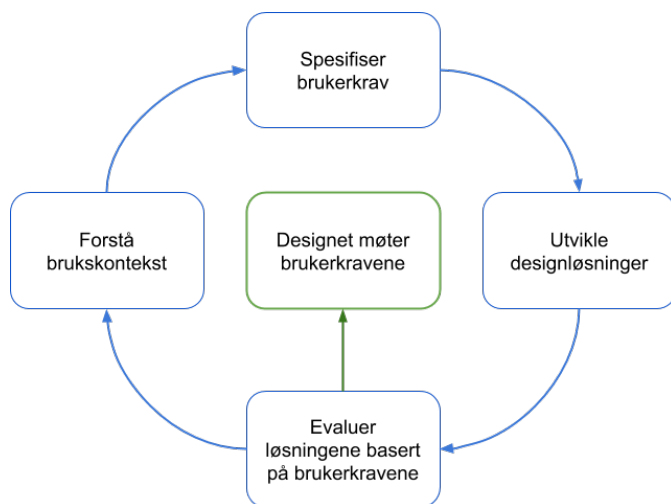 Spesifiser
brukerkrav
Forstå
brukskontekst
Designet møter
brukerkravene
Utvikle
designløsninger
Evaluer
løsningene basert
på brukerkravene